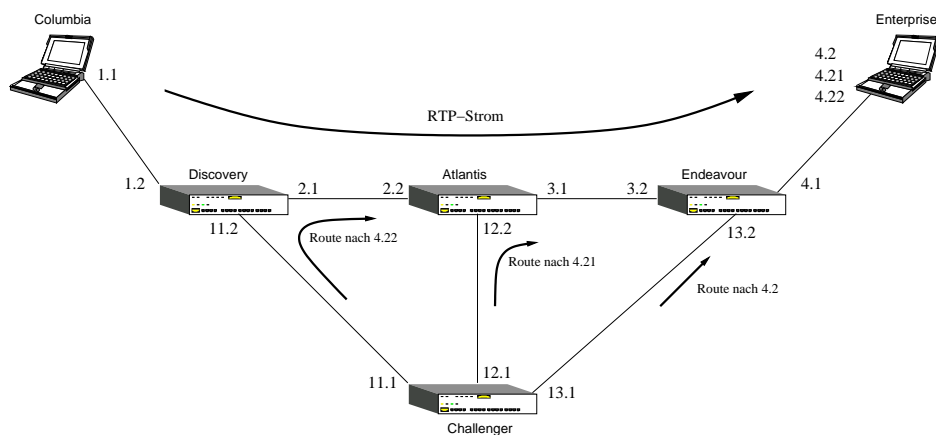 Columbia
Enterprise
1.1
4.2
4.21
4.22
RTP–Strom
1.2
Discovery
2.1
2.2
Atlantis
3.1
3.2
Endeavour
4.1
11.2
12.2
13.2
Route nach 4.22
Route nach 4.21
Route nach 4.2
11.1
12.1
13.1
Challenger